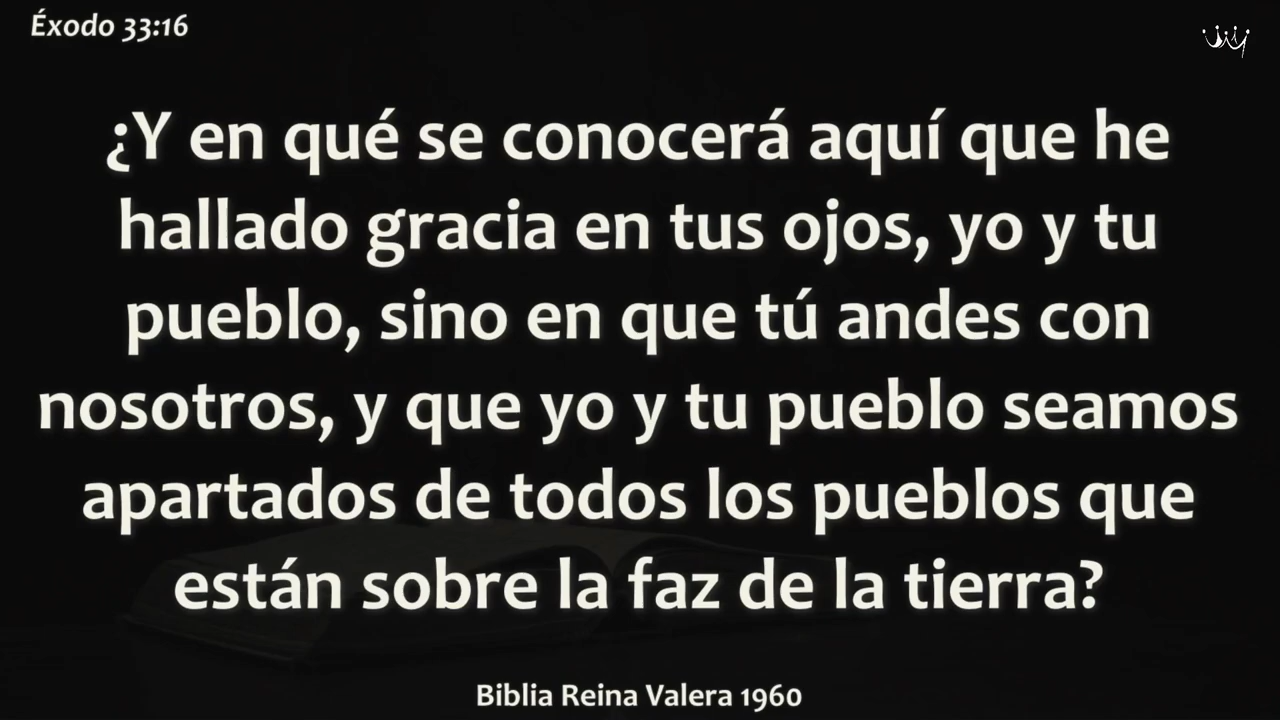 Éxodo 33:16
¿Y en qué se conocerá aquí que he
hallado gracia en tus ojos, yo y tu
pueblo, sino en que tú andes con
nosotros, y que yo y tu pueblo seamos
apartados de todos los pueblos que
están sobre la faz de la tierra?
Biblia Reina Valera 1960